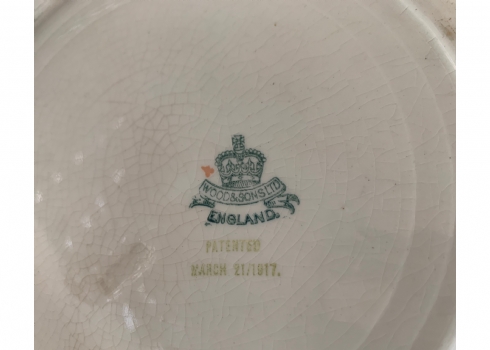 WOOD & SONS LTD
ENGLAND.
PATENTED
MARCH 21/1917.